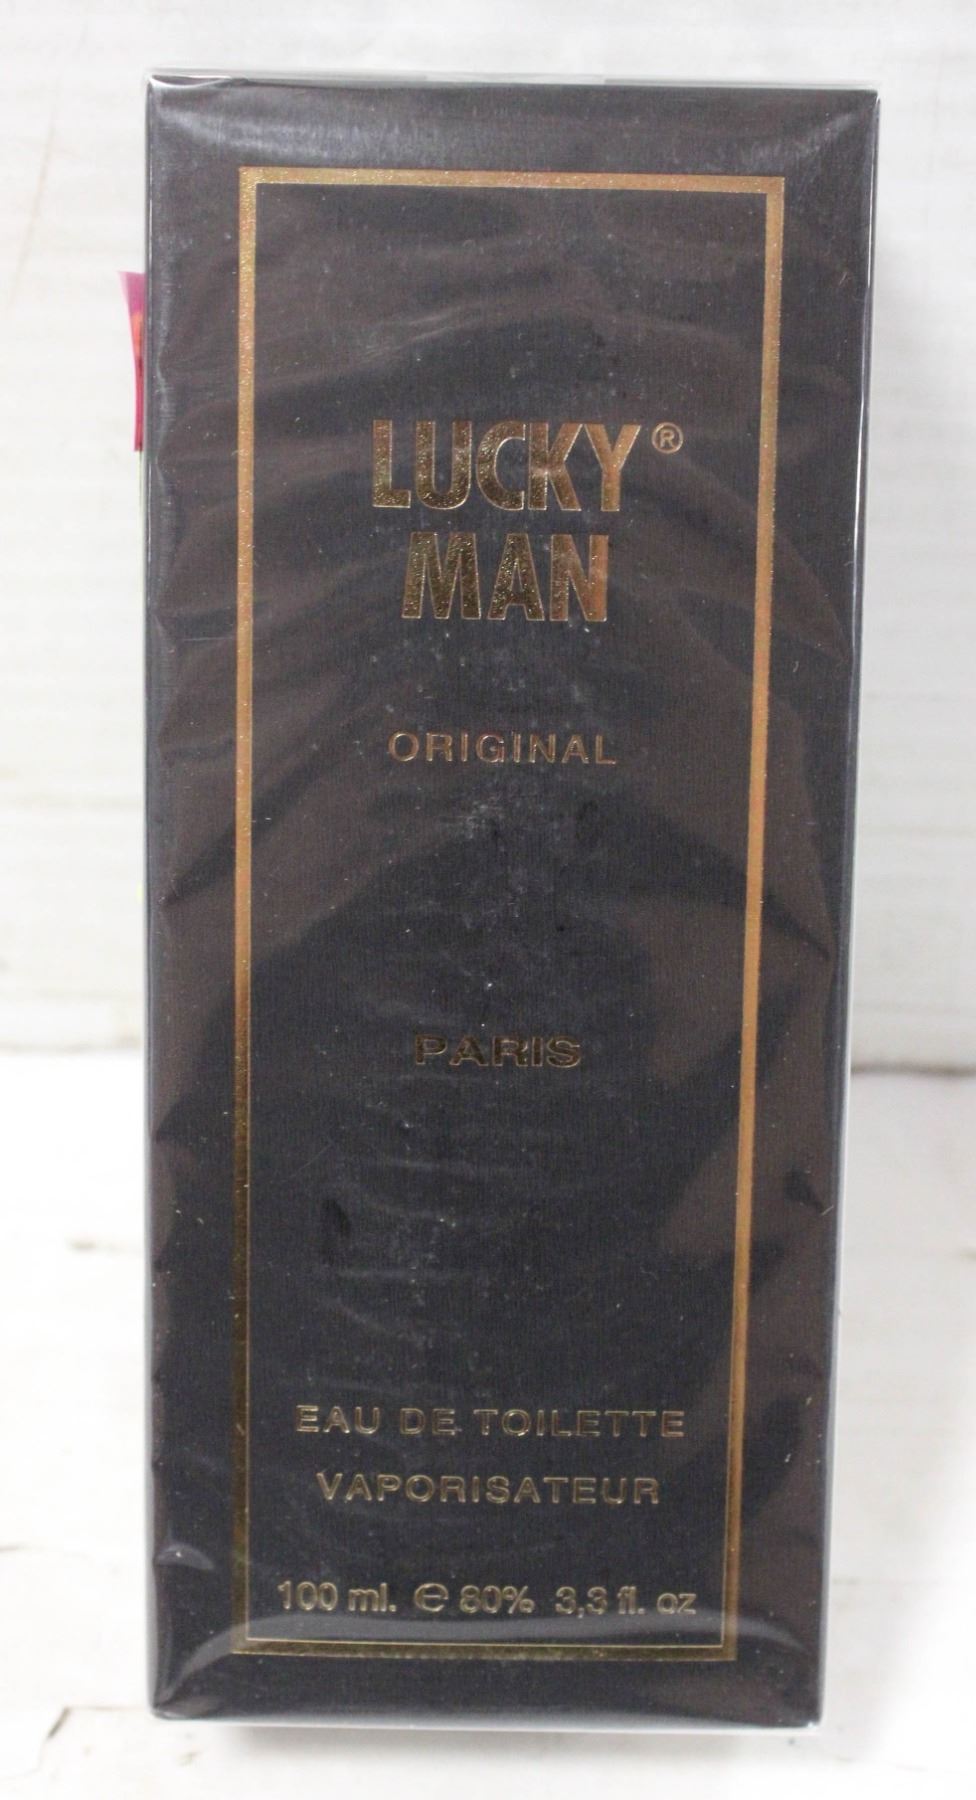 LUCKY®
MAN
ORIGINAL
PARIS
EAU DE TOILETTE
VAPORISATEUR
100 ml. ℮ 80% 3,3 fl. oz